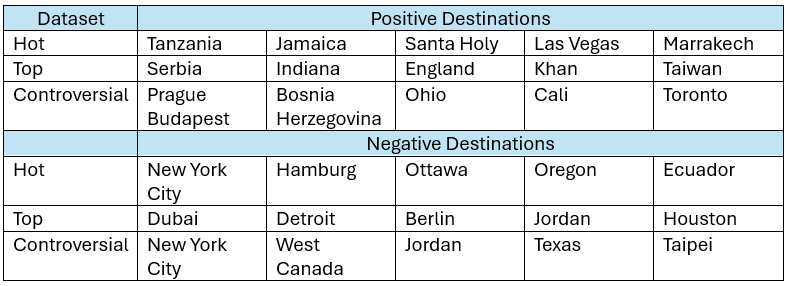 Dataset Positive Destinations
Hot Tanzania Jamaica Santa Holy Las Vegas Marrakech
Top Serbia Indiana England Khan Taiwan
Controversial Prague Bosnia Ohio Cali Toronto
Budapest Herzegovina
Negative Destinations
Hot New York Hamburg Ottawa Oregon Ecuador
City
Top Dubai Detroit Berlin Jordan Houston
Controversial New York West Jordan Texas Taipei
City Canada